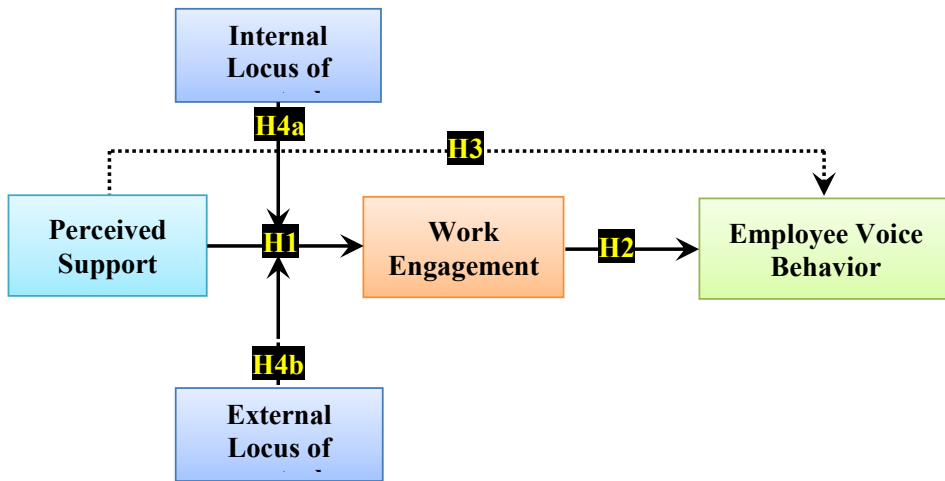 Internal
Locus of
H4a
H3
Perceived
Support
H1
Work
Engagement
H2
Employee Voice
Behavior
H4b
External
Locus of